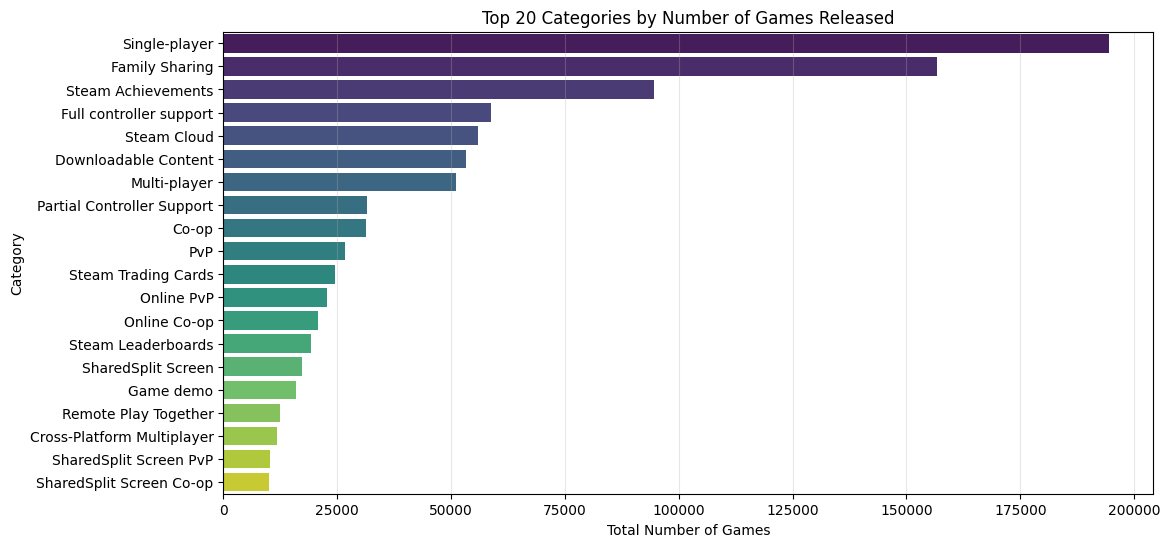 Top 20 Categories by Number of Games Released
Category
Single-player
Family Sharing
Steam Achievements
Full controller support
Steam Cloud
Downloadable Content
Multi-player
Partial Controller Support
Co-op
PvP
Steam Trading Cards
Online PvP
Online Co-op
Steam Leaderboards
SharedSplit Screen
Game demo
Remote Play Together
Cross-Platform Multiplayer
SharedSplit Screen PvP
SharedSplit Screen Co-op
0 25000 50000 75000 100000 125000 150000 175000 200000
Total Number of Games